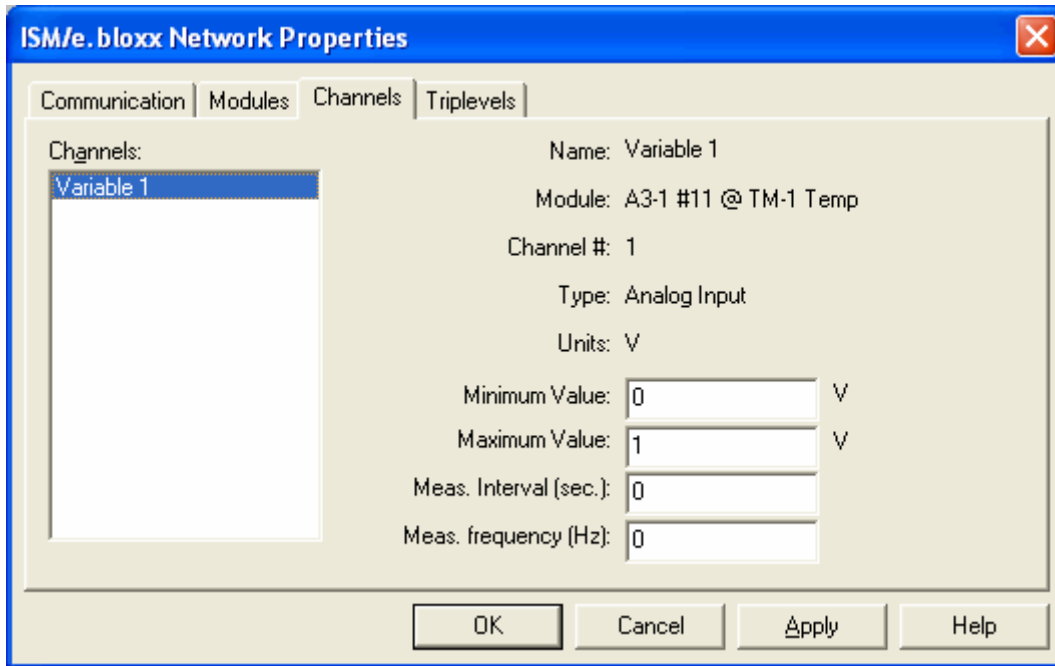 ISM/e.bloxx Network Properties
Communication Modules Channels Triplevels
Channels:
Variable 1
Name: Variable 1
Module: A3-1 #11 @ TM-1 Temp
Channel #: 1
Type: Analog Input
Units: V
Minimum Value: 0 V
Maximum Value: 1 V
Meas. Interval (sec.): 0
Meas. frequency (Hz): 0
OK Cancel Apply Help